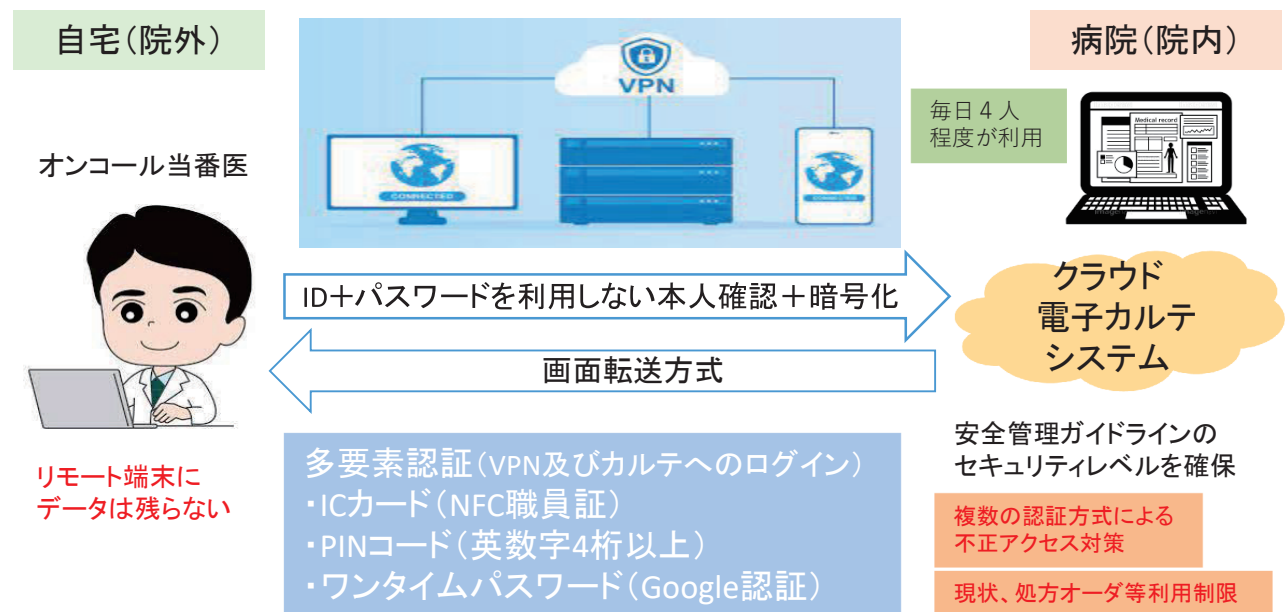 自宅（院外）
病院（院内）
VPN
CONNECTED
CONNECTED
毎日４人
程度が利用
Medical record
オンコール当番医
ID＋パスワードを利用しない本人確認＋暗号化
画面転送方式
クラウド
電子カルテ
システム
リモート端末に
データは残らない
多要素認証（VPN及びカルテへのログイン）
・ICカード（NFC職員証）
・PINコード（英数字4桁以上）
・ワンタイムパスワード（Google認証）
安全管理ガイドラインの
セキュリティレベルを確保
複数の認証方式による
不正アクセス対策
現状、処方オーダ等利用制限